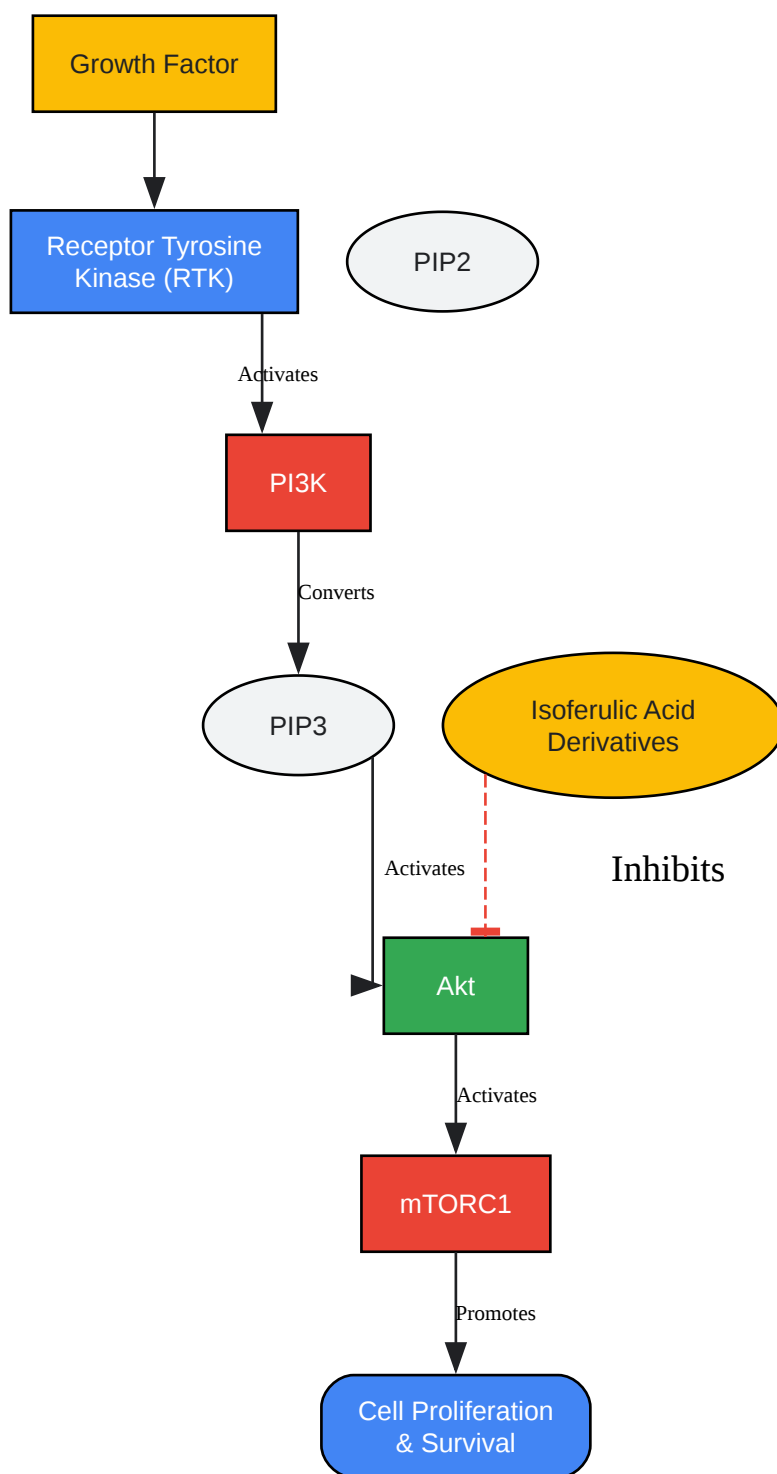 Growth Factor
Receptor Tyrosine
Kinase (RTK)
PIP2
Activates
PI3K
Converts
PIP3
Isoferulic Acid
Derivatives
Activates
Inhibits
Akt
Activates
mTORC1
Promotes
Cell Proliferation
& Survival